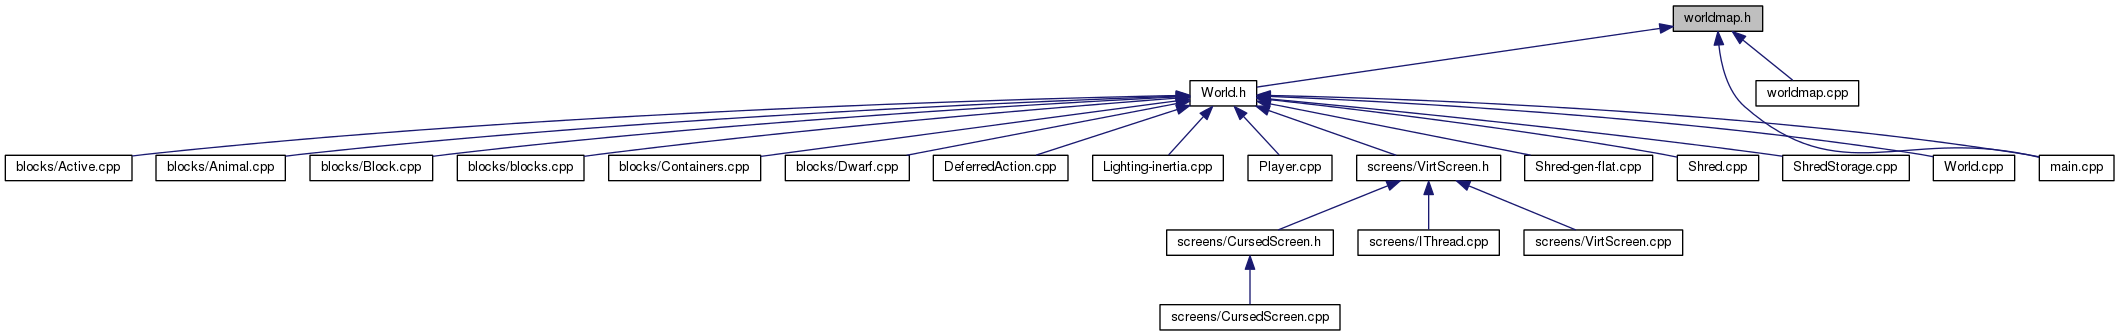 worldmap.h
World.h
worldmap.cpp
blocks/Active.cpp
blocks/Animal.cpp
blocks/Block.cpp
blocks/blocks.cpp
blocks/Containers.cpp
blocks/Dwarf.cpp
DeferredAction.cpp
Lighting-inertia.cpp
Player.cpp
screens/VirtScreen.h
Shred-gen-flat.cpp
Shred.cpp
ShredStorage.cpp
World.cpp
main.cpp
screens/CursedScreen.h
screens/IThread.cpp
screens/VirtScreen.cpp
screens/CursedScreen.cpp